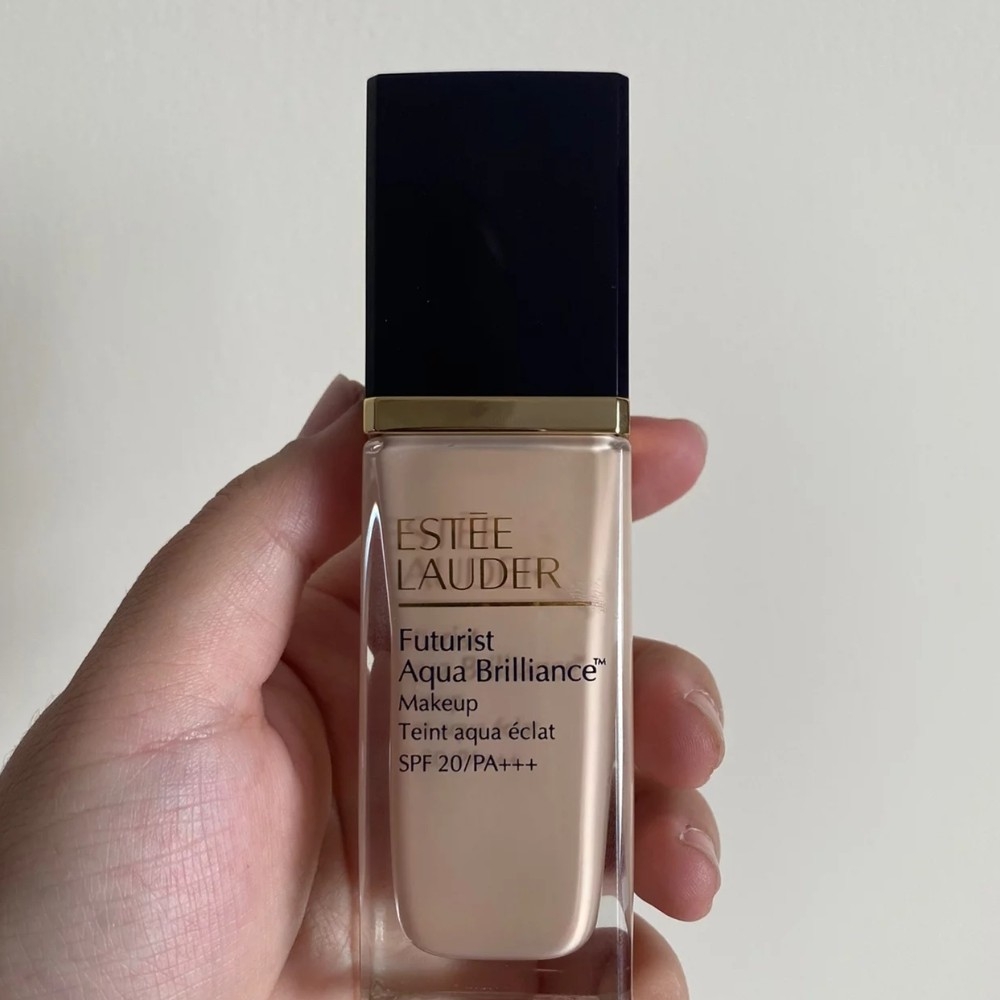 ESTĒE
LAUDER
Futurist
Aqua Brilliance™
Makeup
Teint aqua éclat
SPF 20/PA+++